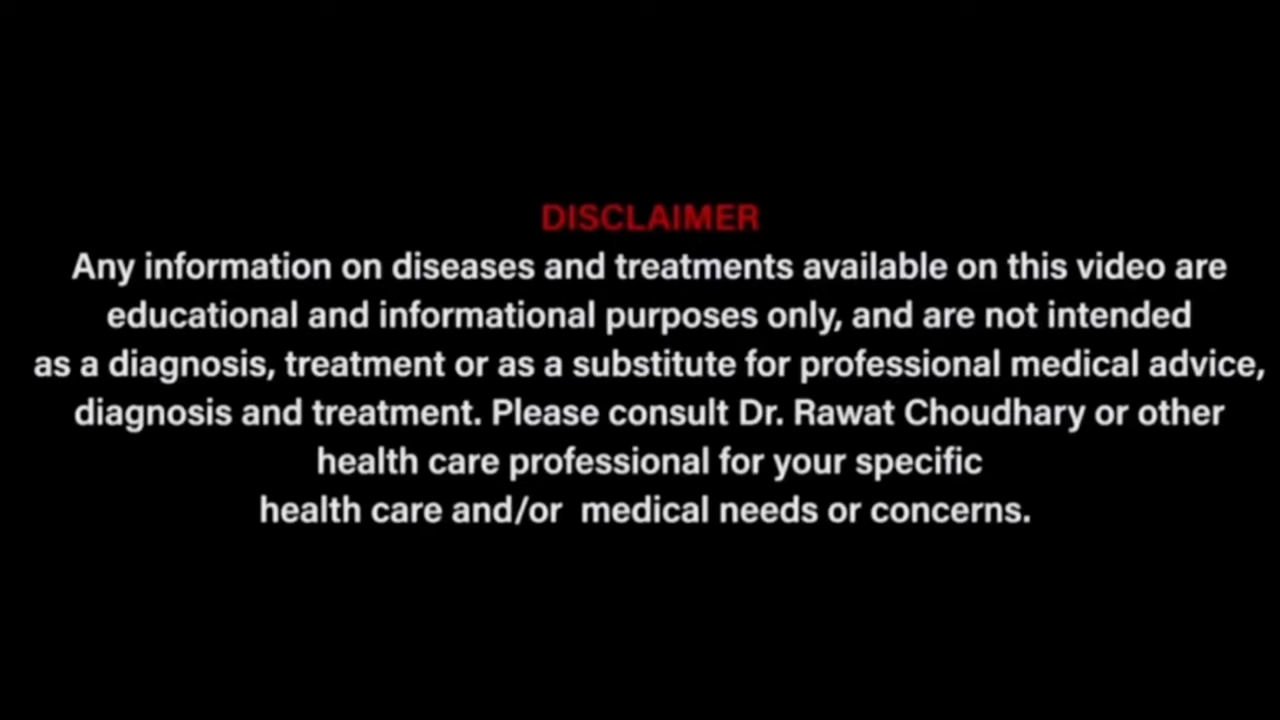 DISCLAIMER
Any information on diseases and treatments available on this video are
educational and informational purposes only, and are not intended
as a diagnosis, treatment or as a substitute for professional medical advice,
diagnosis and treatment. Please consult Dr. Rawat Choudhary or other
health care professional for your specific
health care and/or  medical needs or concerns.